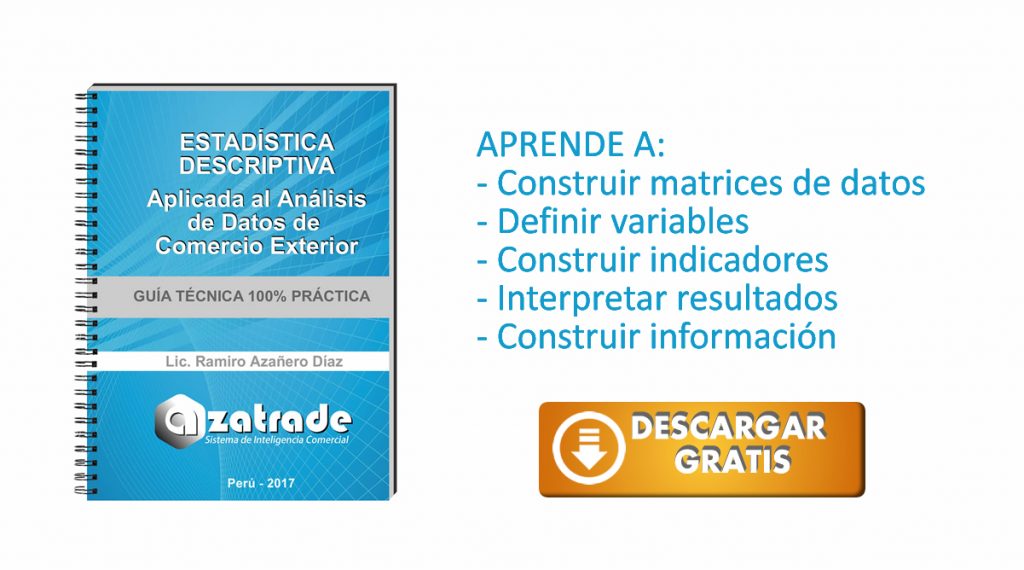 ESTADÍSTICA
DESCRIPTIVA
Aplicada al Análisis
de Datos de
Comercio Exterior
GUÍA TÉCNICA 100% PRÁCTICA
Lic. Ramiro Azañero Díaz
azatrade
Sistema de Inteligencia Comercial
Perú - 2017
APRENDE A:
- Construir matrices de datos
- Definir variables
- Construir indicadores
- Interpretar resultados
- Construir información
DESCARGAR
GRATIS